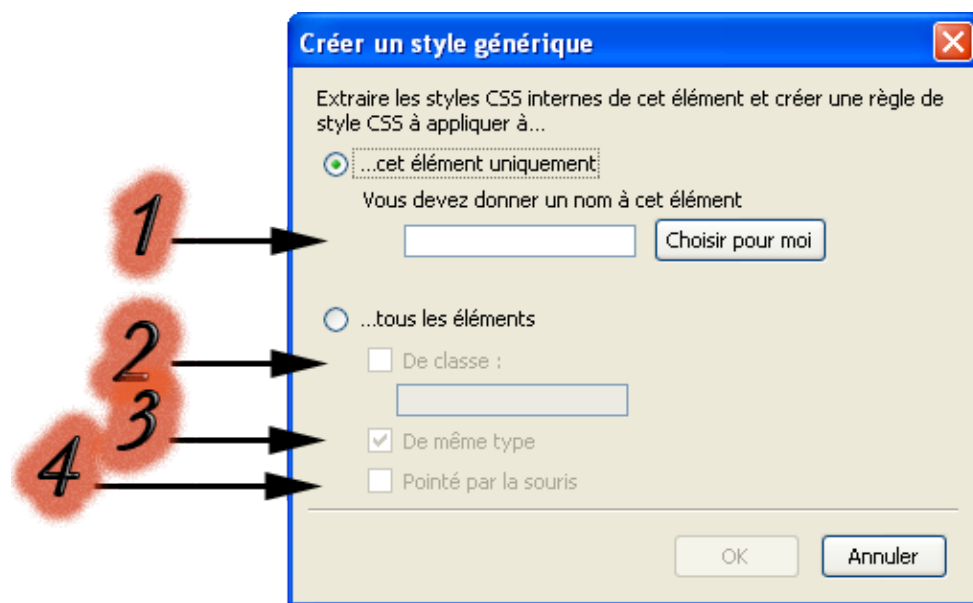 Créer un style générique
Extraire les styles CSS internes de cet élément et créer une règle de
style CSS à appliquer à...
...cet élément uniquement
Vous devez donner un nom à cet élément
1
Choisir pour moi
...tous les éléments
2
De classe :
3
De même type
4
Pointé par la souris
OK
Annuler